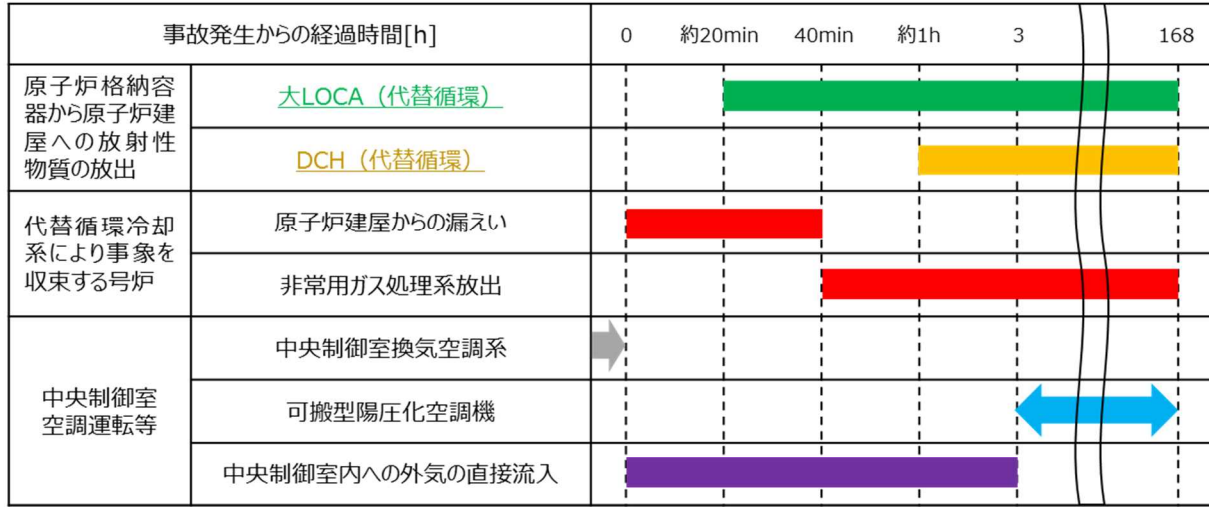 事故発生からの経過時間[h]
0 約20min 40min 約1h 3 168
原子炉格納容
器から原子炉建
屋への放射性
物質の放出
大LOCA(代替循環)
DCH(代替循環)
代替循環冷却
系により事象を
収束する号炉
原子炉建屋からの漏えい
非常用ガス処理系放出
中央制御室
空調運転等
中央制御室換気空調系
可搬型陽圧化空調機
中央制御室内への外気の直接流入